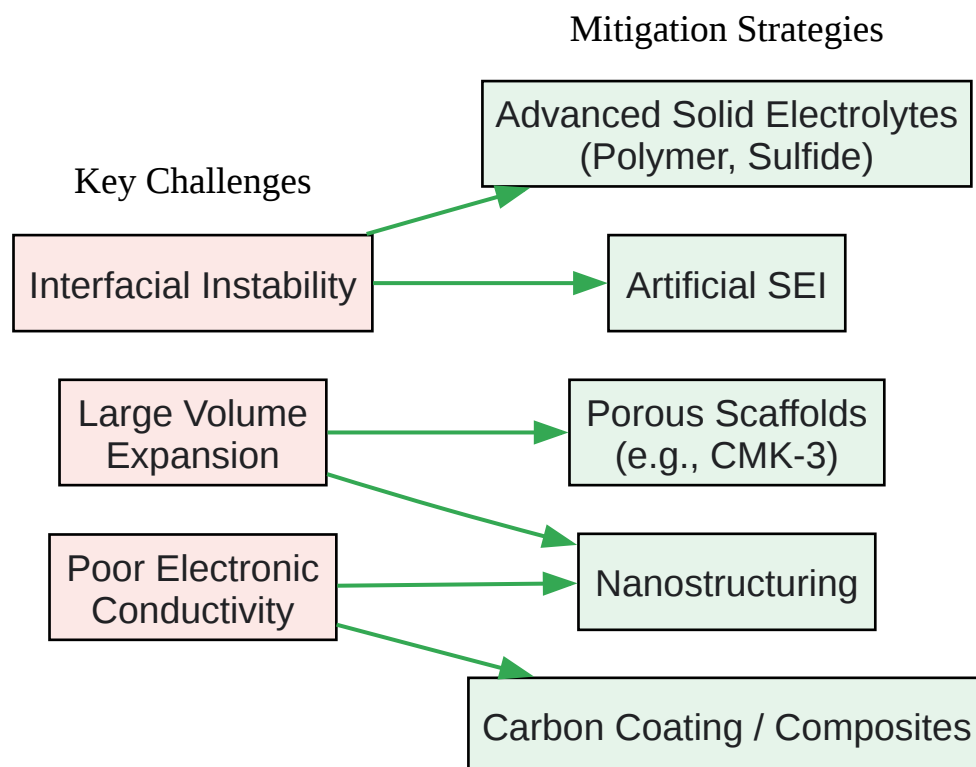 Mitigation Strategies
Advanced Solid Electrolytes
(Polymer, Sulfide)
Key Challenges
Interfacial Instability
Artificial SEI
Large Volume
Expansion
Porous Scaffolds
(e.g., CMK-3)
Poor Electronic
Conductivity
Nanostructuring
Carbon Coating / Composites